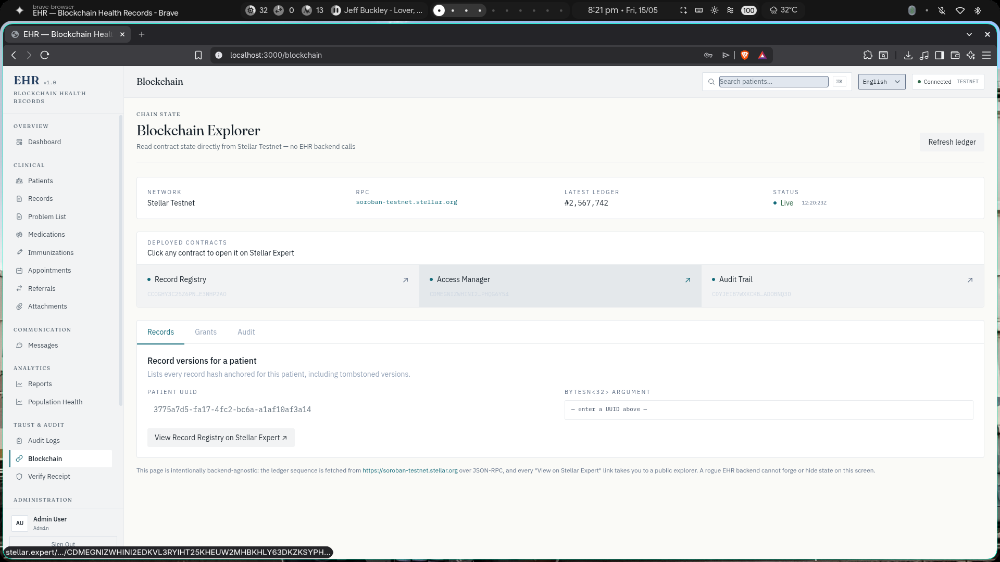 brave-browser
EHR — Blockchain Health Records - Brave
32 0 13 Jeff Buckley - Lover, ...
8:21 pm • Fri, 15/05
100 32°C
EHR — Blockchain Healt
localhost:3000/blockchain
EHR v1.0
BLOCKCHAIN HEALTH
RECORDS
OVERVIEW
Dashboard
CLINICAL
Patients
Records
Problem List
Medications
Immunizations
Appointments
Referrals
Attachments
COMMUNICATION
Messages
ANALYTICS
Reports
Population Health
TRUST & AUDIT
Audit Logs
Blockchain
Verify Receipt
ADMINISTRATION
AU
Admin User
Admin
Sign Out
stellar.expert/.../CDMEGNIZWHINI2EDKVL3RYIHT25KHEUW2MHBKHLY63DKZKSYPH...
Blockchain
Search patients...
⌘K
English
Connected TESTNET
CHAIN STATE
Blockchain Explorer
Read contract state directly from Stellar Testnet — no EHR backend calls
Refresh ledger
NETWORK
Stellar Testnet
RPC
soroban-testnet.stellar.org
LATEST LEDGER
#2,567,742
STATUS
Live 12:20:23Z
DEPLOYED CONTRACTS
Click any contract to open it on Stellar Expert
Record Registry ↗
CCOGHY3C25Z6PN…E3NHP2AO
Access Manager ↗
CDMEGNIZWHINI2…PHQG6YS4
Audit Trail ↗
CDYJEIB7WXKCKB…ADOBNQ3D
Records Grants Audit
Record versions for a patient
Lists every record hash anchored for this patient, including tombstoned versions.
PATIENT UUID
3775a7d5-fa17-4fc2-bc6a-a1af10af3a14
BYTESN<32> ARGUMENT
— enter a UUID above —
View Record Registry on Stellar Expert ↗
This page is intentionally backend-agnostic: the ledger sequence is fetched from https://soroban-testnet.stellar.org over JSON-RPC, and every "View on Stellar Expert" link takes you to a public explorer. A rogue EHR backend cannot forge or hide state on this screen.